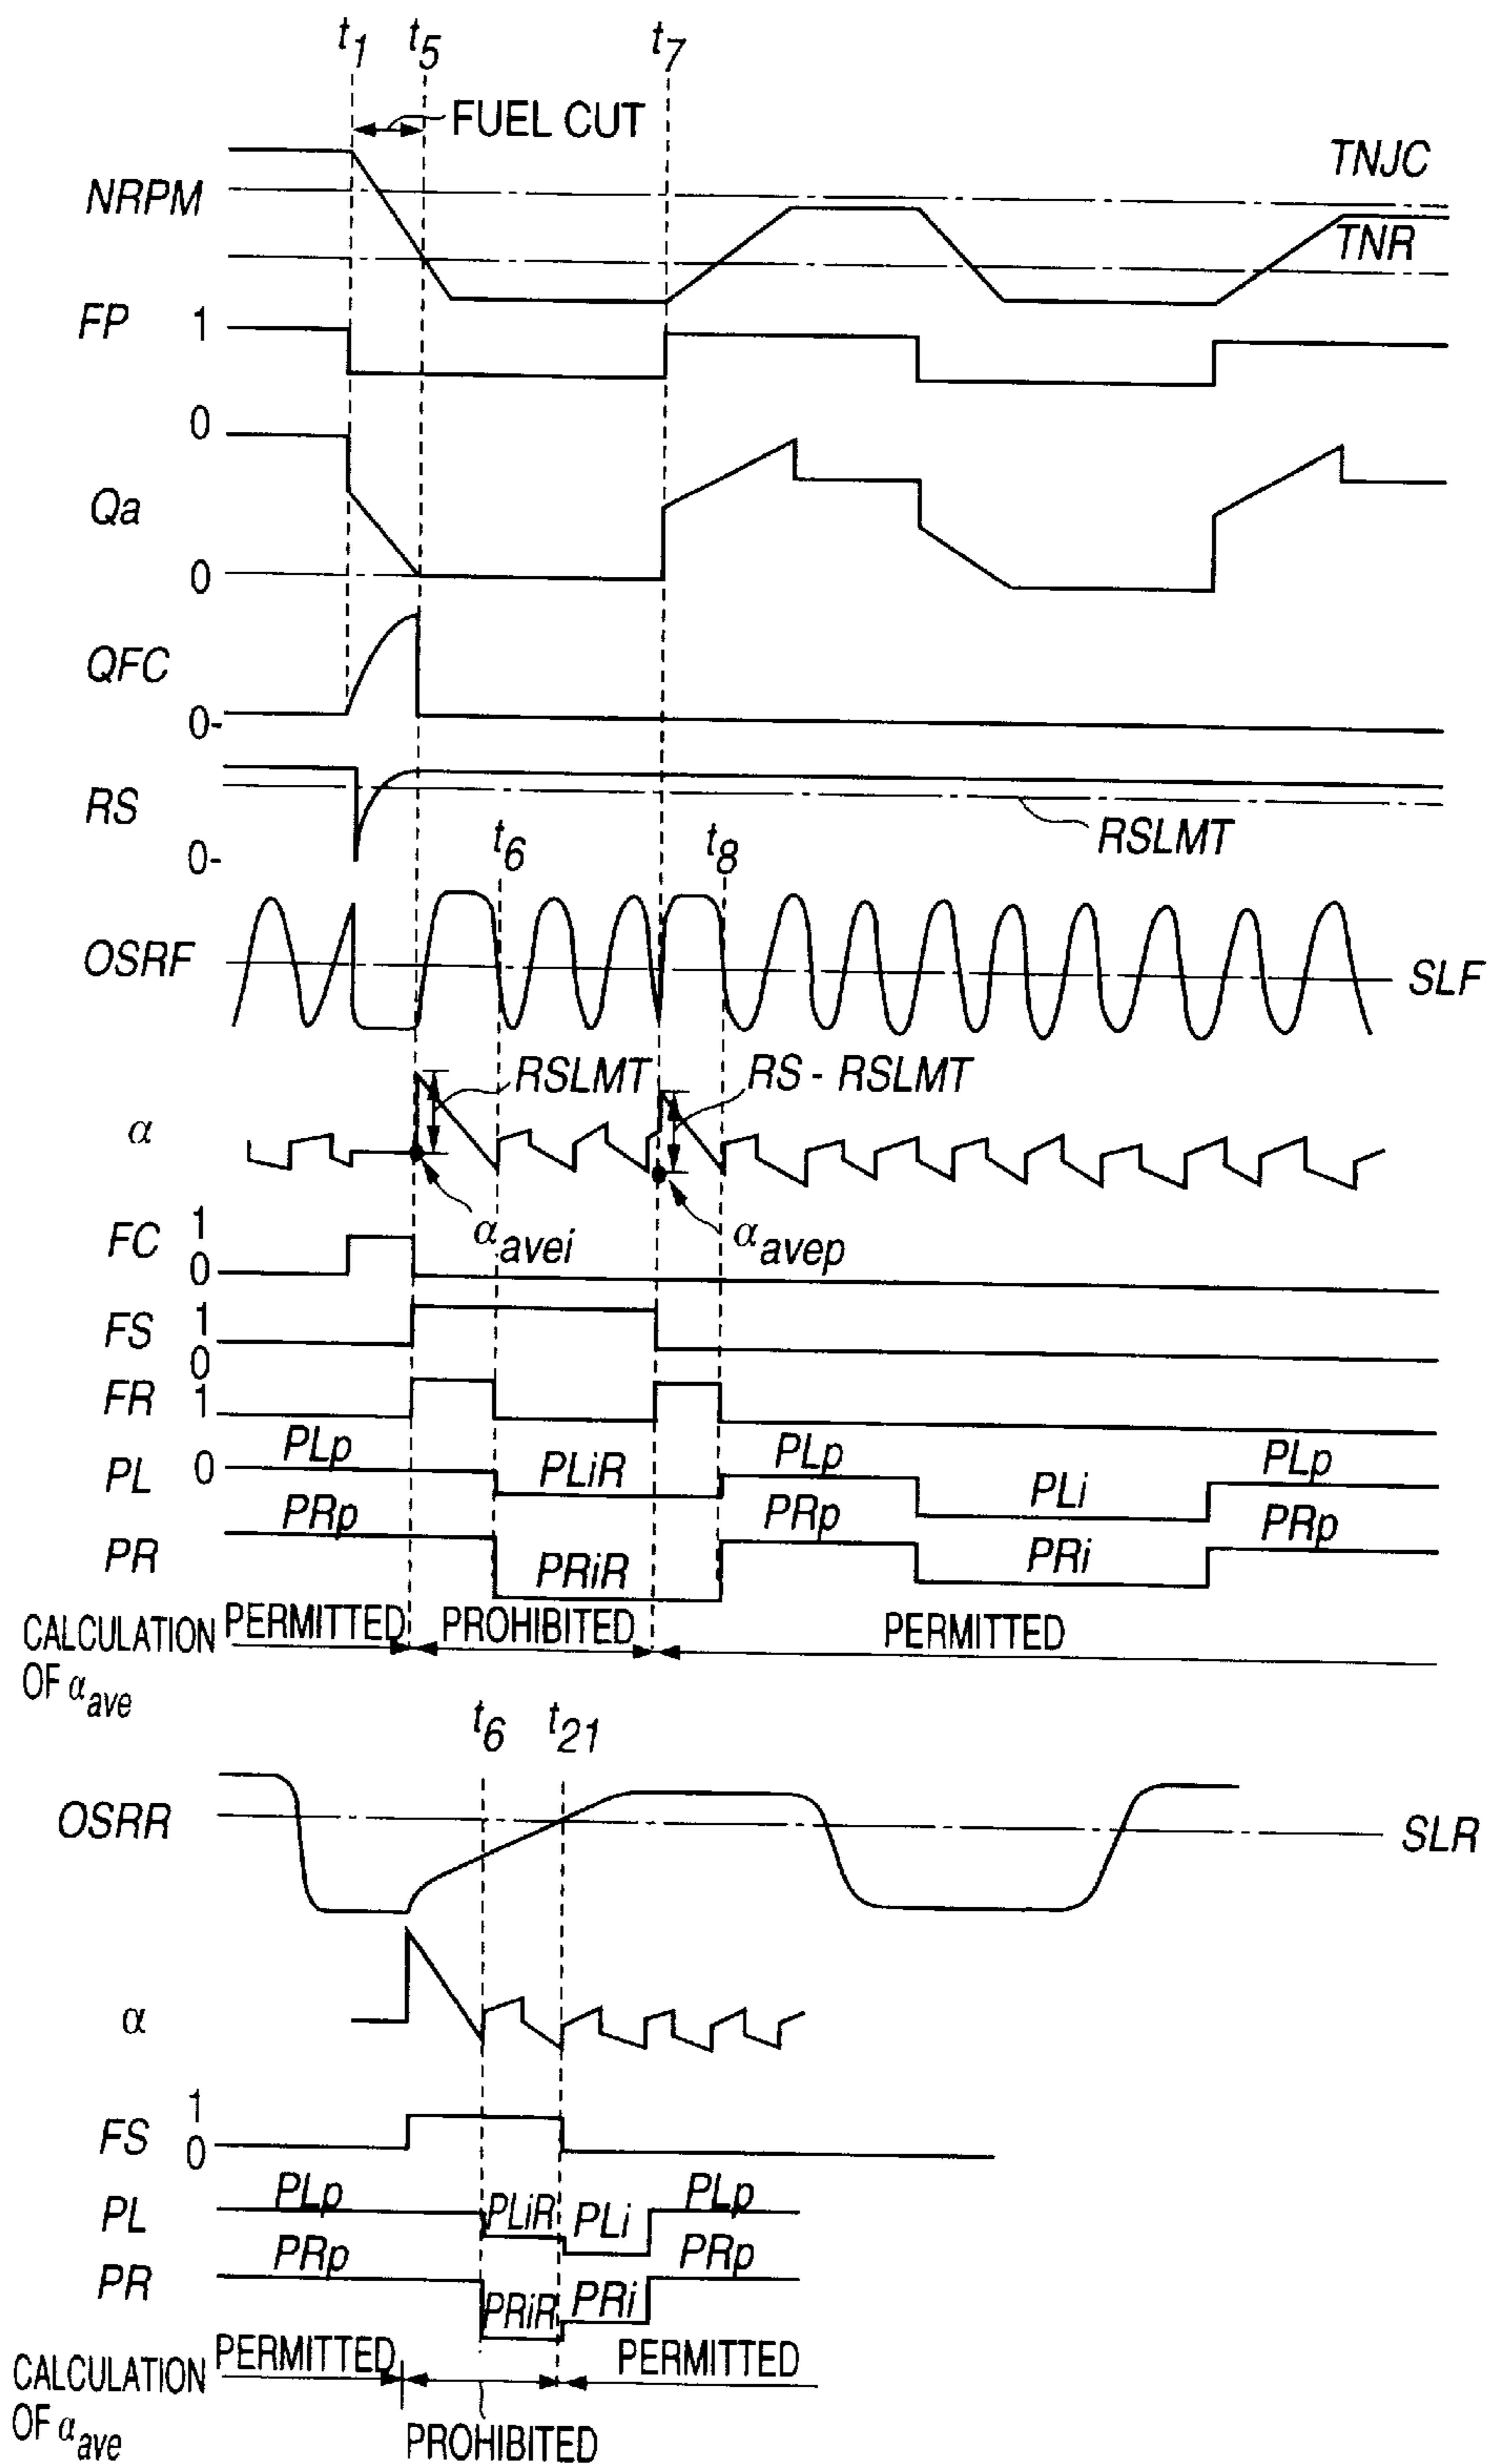 t1 t5 t7
FUEL CUT
TNJC
NRPM
TNR
FP 1
0
Qa
0
QFC
0-
RS
RSLMT
0-
t6 t8
OSRF SLF
RSLMT RS - RSLMT
α
αavei αavep
FC 1
0
FS 1
0
FR 1
PLp PLiR PLp PLi PLp
PL 0
PRp PRiR PRp PRi PRp
PR
CALCULATION OF αave
PERMITTED PROHIBITED PERMITTED
t6 t21
OSRR SLR
α
FS 1
0
PLp PLiR PLi PLp
PL
PRp PRiR PRi PRp
PR
CALCULATION OF αave
PERMITTED PERMITTED
PROHIBITED